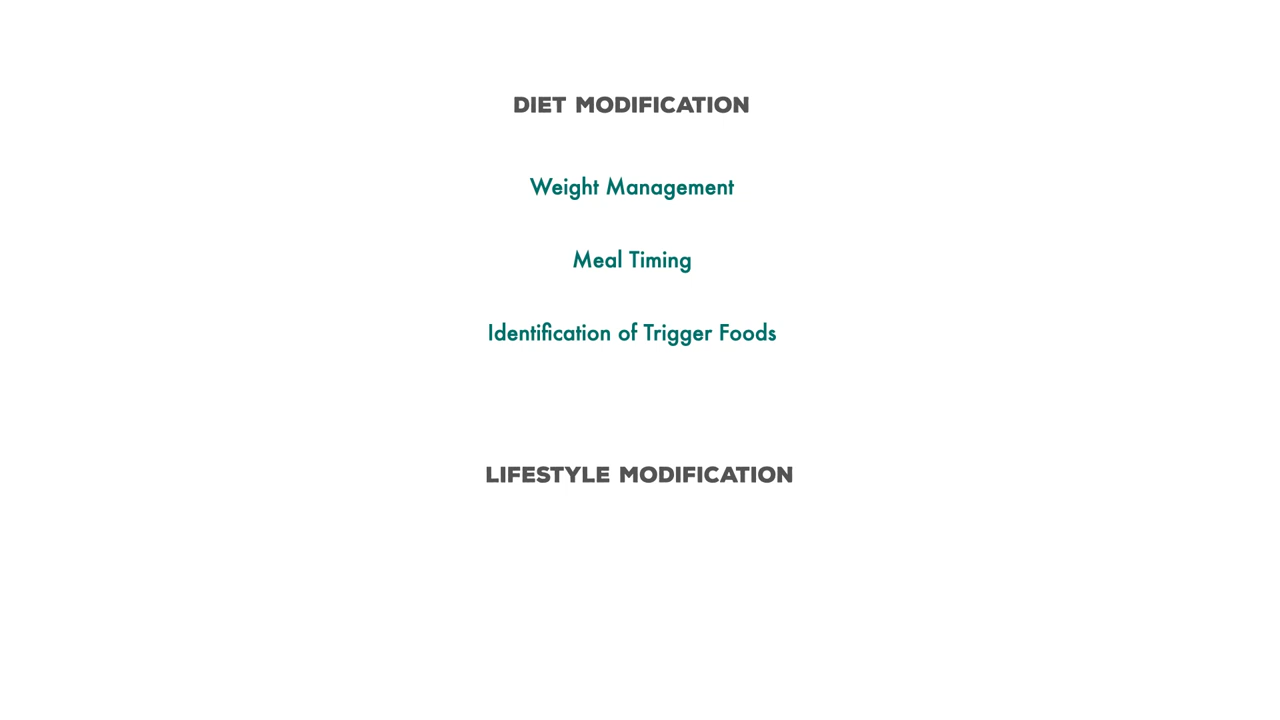 DIET MODIFICATION
Weight Management
Meal Timing
Identification of Trigger Foods
LIFESTYLE MODIFICATION